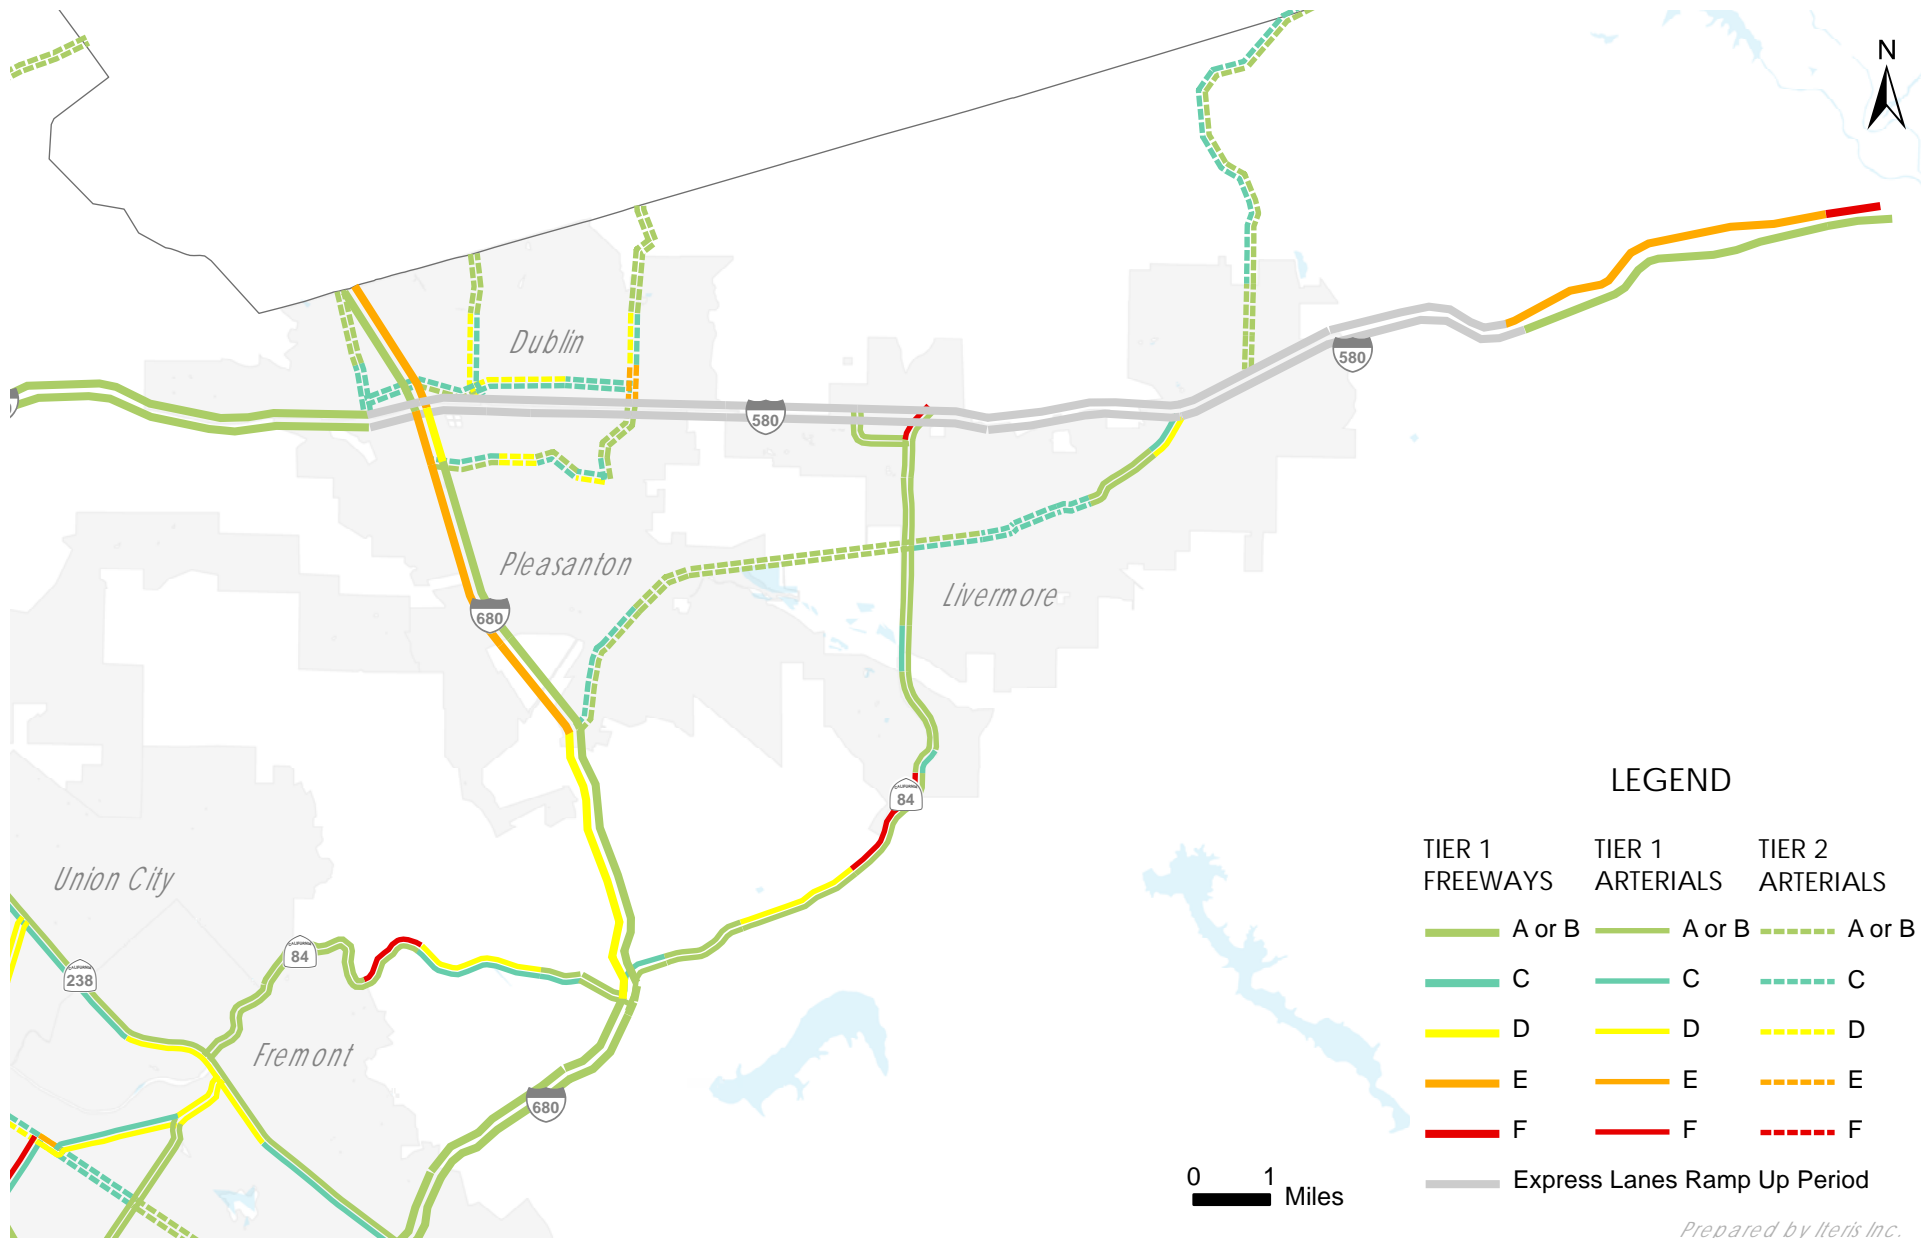 N
Dublin
580
580
Pleasanton
Livermore
680
LEGEND
84
TIER 1 FREEWAYS
TIER 1 ARTERIALS
TIER 2 ARTERIALS
Union City
A or B
A or B
A or B
CALIFORNIA
84
CALIFORNIA
238
C
C
C
D
D
D
Fremont
E
E
E
680
F
F
F
0 1
Miles
Express Lanes Ramp Up Period
Prepared by Iteris Inc.